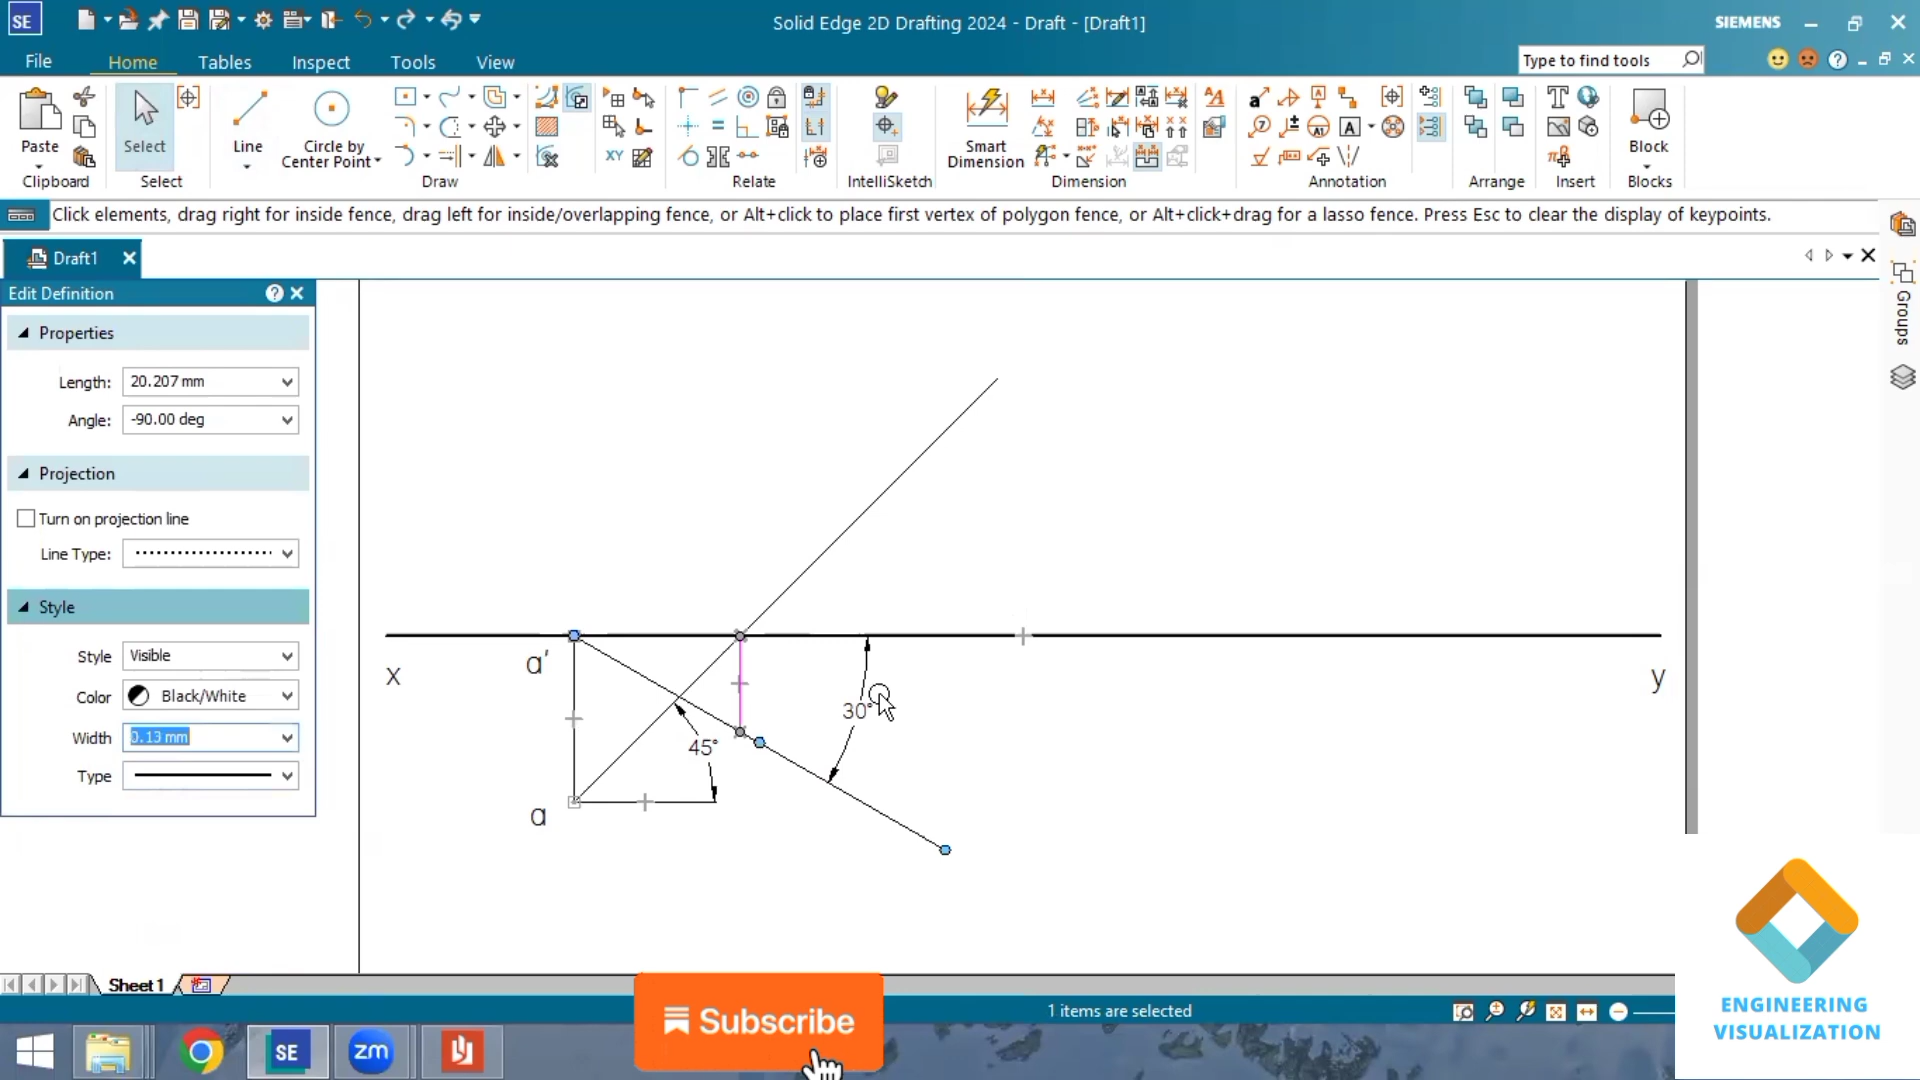 SE
Solid Edge 2D Drafting 2024 - Draft - [Draft1]
SIEMENS
File
Home
Tables
Inspect
Tools
View
Type to find tools
Paste
Select
Line
Circle by
Center Point
XY
Smart
Dimension
Block
Clipboard
Select
Draw
Relate
IntelliSketch
Dimension
Annotation
Arrange
Insert
Blocks
Click elements, drag right for inside fence, drag left for inside/overlapping fence, or Alt+click to place first vertex of polygon fence, or Alt+click+drag for a lasso fence. Press Esc to clear the display of keypoints.
Draft1
Groups
Edit Definition
Properties
Length: 20.207 mm
Angle: -90.00 deg
Projection
Turn on projection line
Line Type:
Style
Style Visible
Color Black/White
Width 0.13 mm
Type
x
a'
y
30°
45°
a
Sheet1
Subscribe
1 items are selected
SE
zm
ENGINEERING
VISUALIZATION